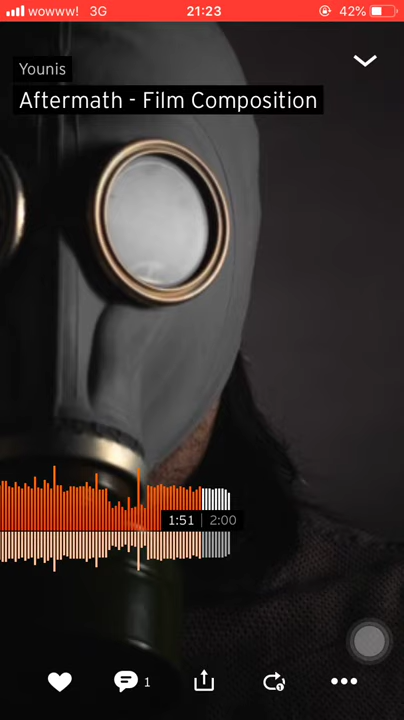 wowww! 3G 21:23 42%
Younis
Aftermath - Film Composition
1:51 | 2:00
1